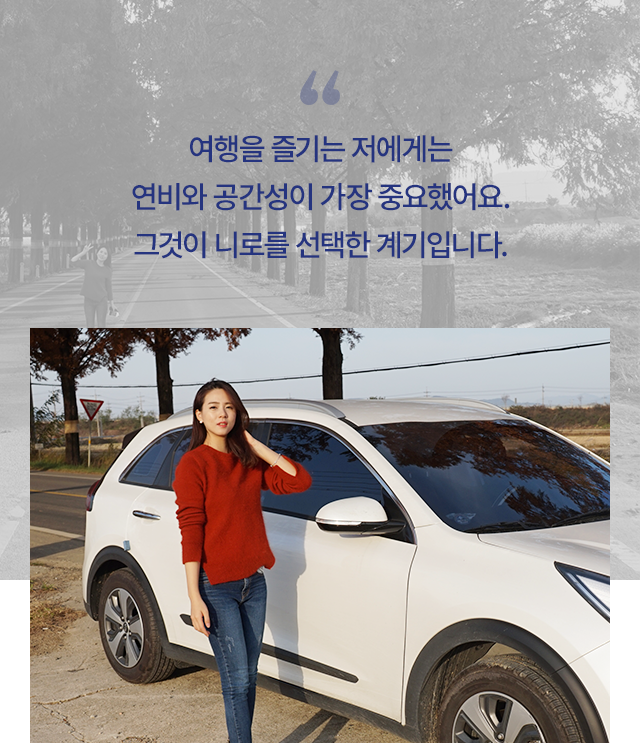 여행을 즐기는 저에게는
연비와 공간성이 가장 중요했어요.
그것이 니로를 선택한 계기입니다.